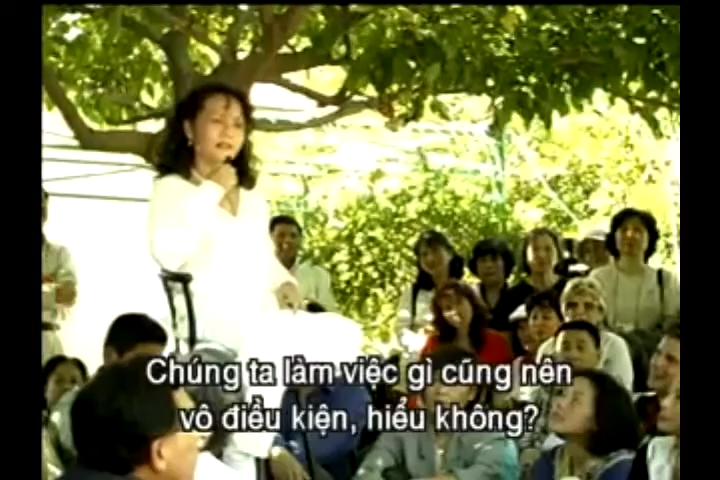 Chúng ta làm việc gì cũng nên
vô điều kiện, hiểu không?